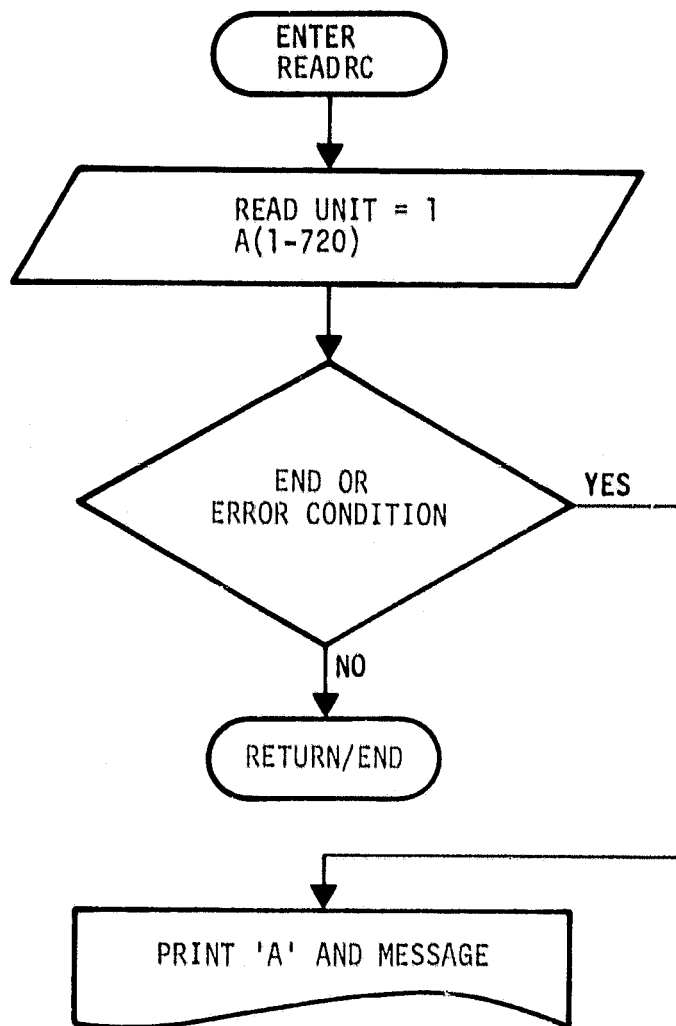 ENTER
READRC
READ UNIT = 1
A(1-720)
END OR
ERROR CONDITION
YES
NO
RETURN/END
PRINT 'A' AND MESSAGE